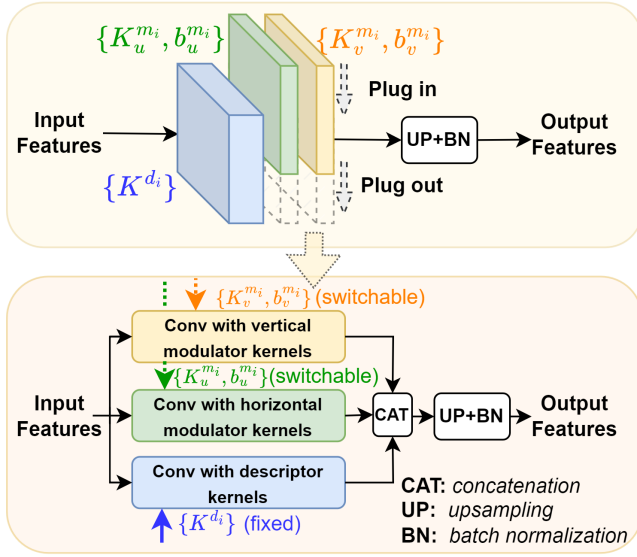 {K_u^{m_i}, b_u^{m_i}}
{K_v^{m_i}, b_v^{m_i}}
Plug in
Input
Features
UP+BN
Output
Features
{K^{d_i}}
Plug out
{K_v^{m_i}, b_v^{m_i}} (switchable)
Conv with vertical
modulator kernels
{K_u^{m_i}, b_u^{m_i}} (switchable)
Input
Features
Conv with horizontal
modulator kernels
CAT
UP+BN
Output
Features
Conv with descriptor
kernels
{K^{d_i}} (fixed)
CAT: concatenation
UP: upsampling
BN: batch normalization